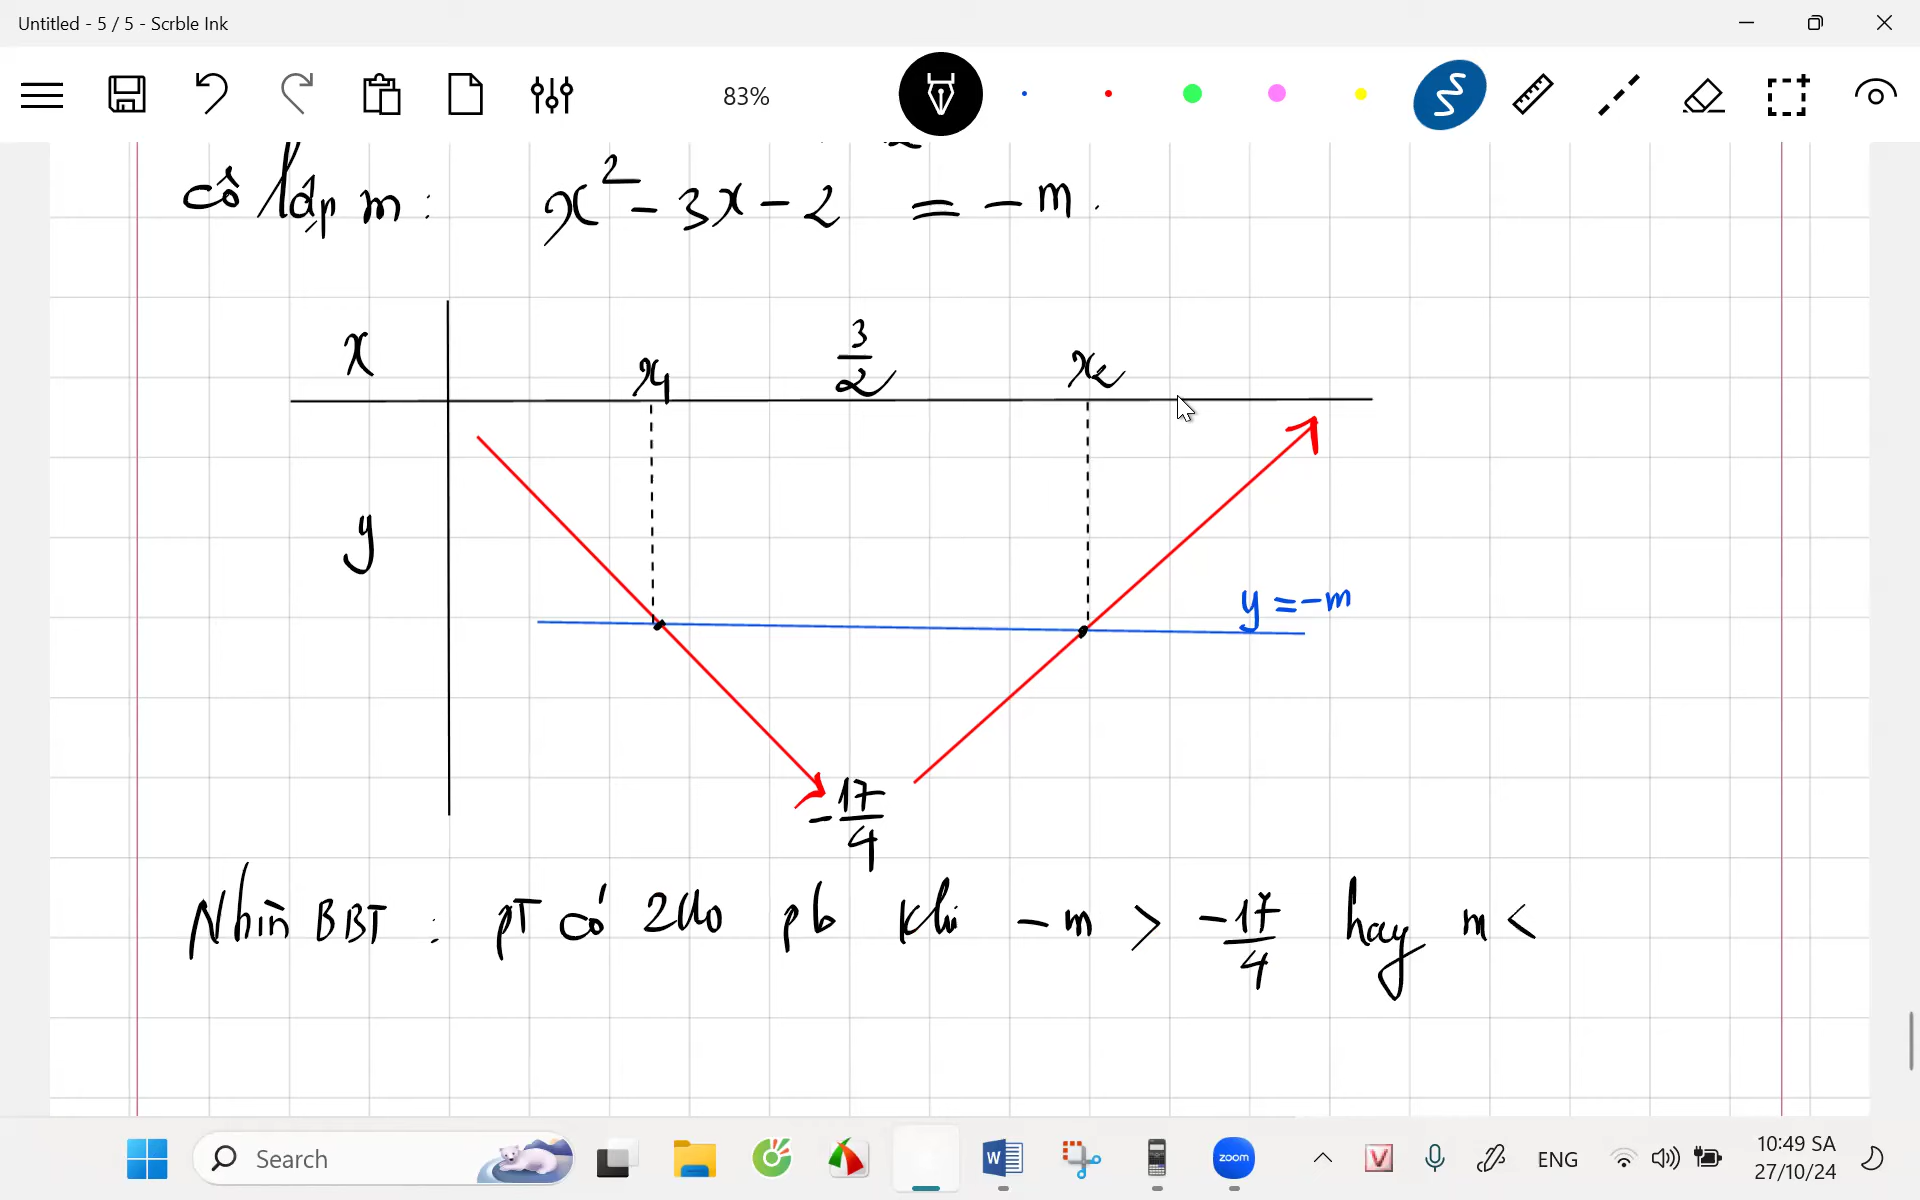 Untitled - 5 / 5 - Scrble Ink
83%
cô lập m : x² - 3x - 2 = -m.
x x₁ 3/2 x₂
y
y = -m
-17/4
Nhìn BBT : PT có 2 no pb khi -m > -17/4 hay m <
Search
ENG
10:49 SA
27/10/24
zoom